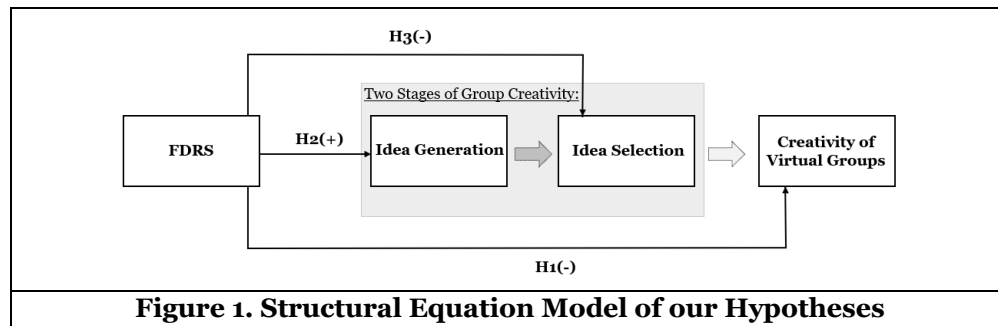 H3(-)
Two Stages of Group Creativity:
FDRS
H2(+)
Idea Generation
Idea Selection
Creativity of
Virtual Groups
H1(-)
Figure 1. Structural Equation Model of our Hypotheses